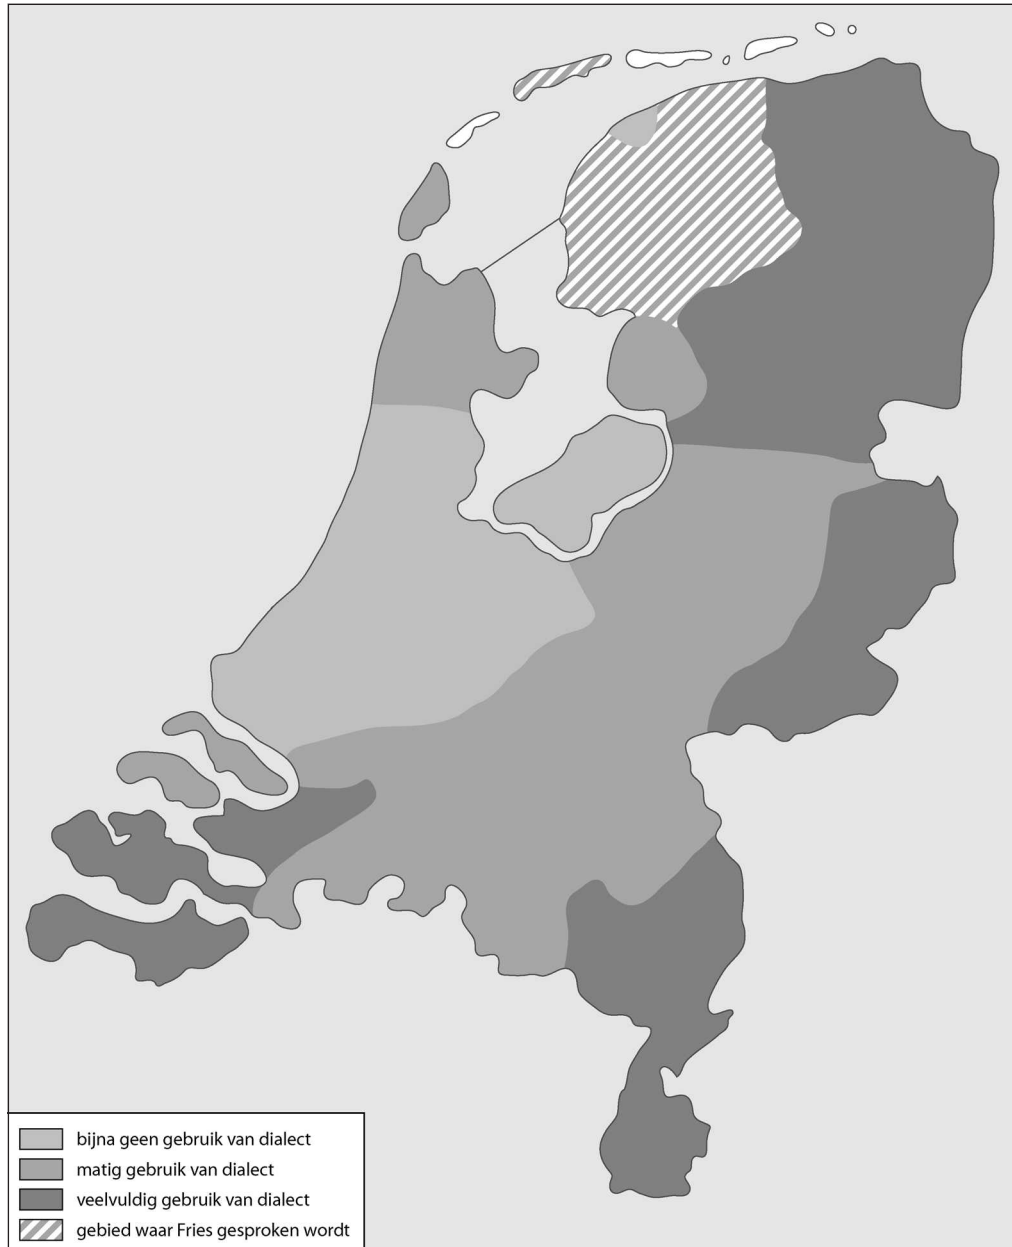 bijna geen gebruik van dialect
matig gebruik van dialect
veelvuldig gebruik van dialect
gebied waar Fries gesproken wordt